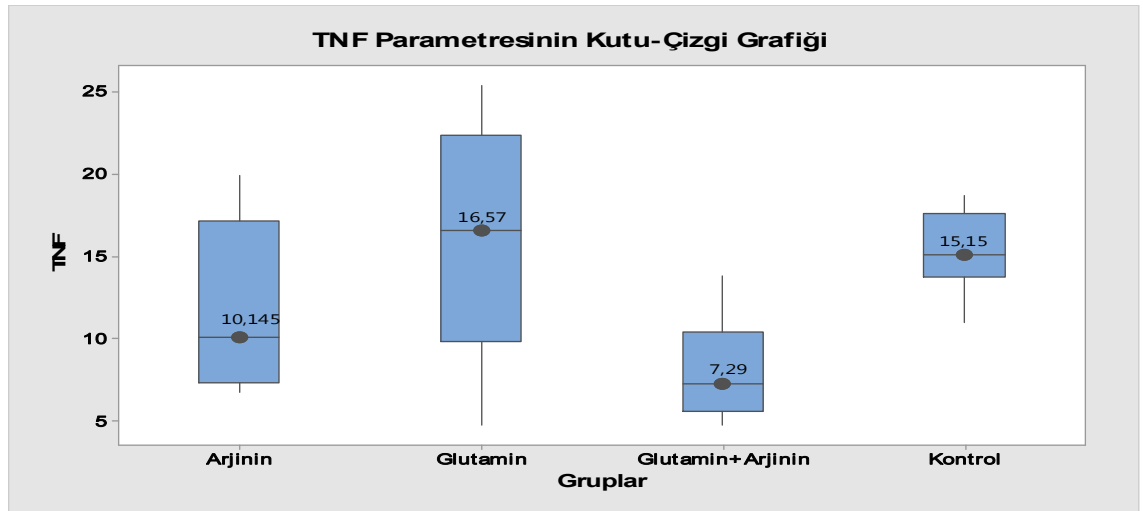 TNF Parametresinin Kutu-Çizgi Grafiği
25
20
15
10
5
TNF
16,57
15,15
10,145
7,29
Arjinin Glutamin Glutamin+Arjinin Kontrol
Gruplar